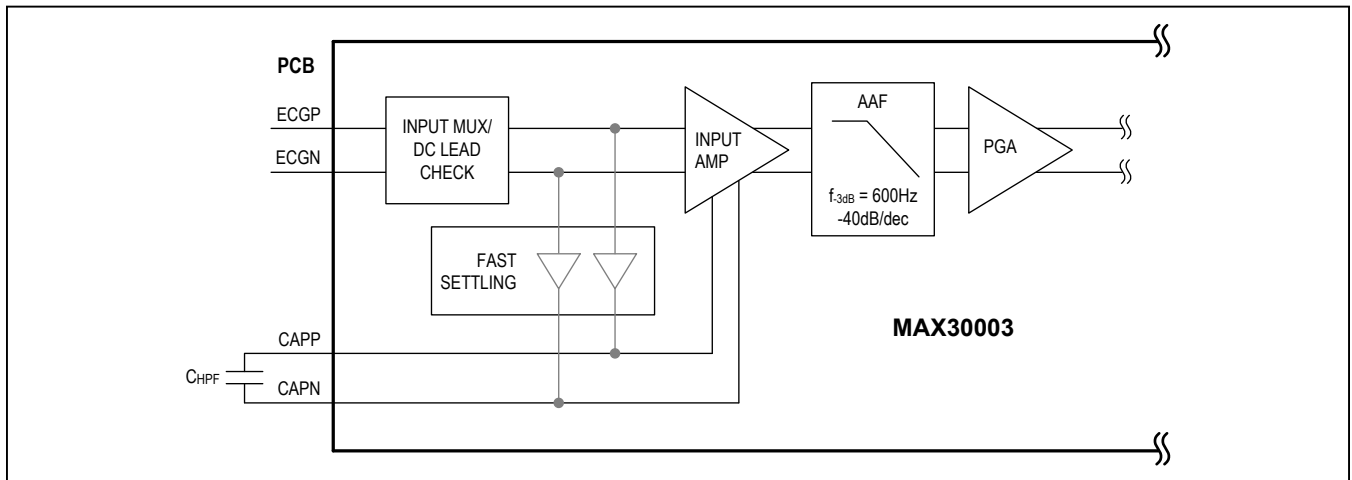 PCB
ECGP
ECGN
INPUT MUX/
DC LEAD
CHECK
INPUT
AMP
AAF
f-3dB = 600Hz
-40dB/dec
PGA
FAST
SETTLING
CAPP
CAPN
CHPF
MAX30003